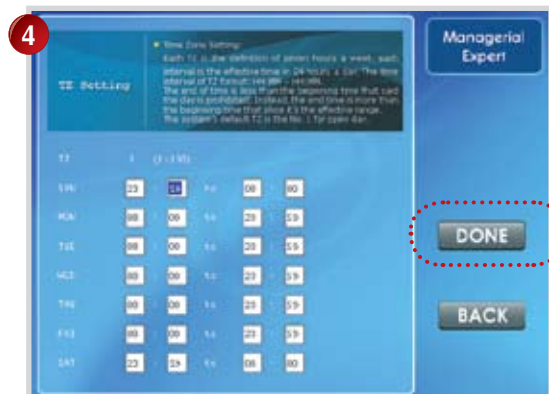 4
Managerial
Expert
TZ Setting
Time Zone Setting:
Each TZ is the definition of seven hours a week, each
interval is the effective time in 24 hours a day. The time
interval of TZ format: HH:MM - HH:MM.
The end of time is less than the beginning time that said
the day is prohibited. Instead, the end time is more than
the beginning time that since it's the effective range.
The system's default TZ is the No. 1 for open day.
TZ 1
SUN 23 : 59 to 00 : 00
MON 00 : 00 to 23 : 59
TUE 00 : 00 to 23 : 59
WED 00 : 00 to 23 : 59
THU 00 : 00 to 23 : 59
FRI 00 : 00 to 23 : 59
SAT 23 : 59 to 00 : 00
DONE
BACK